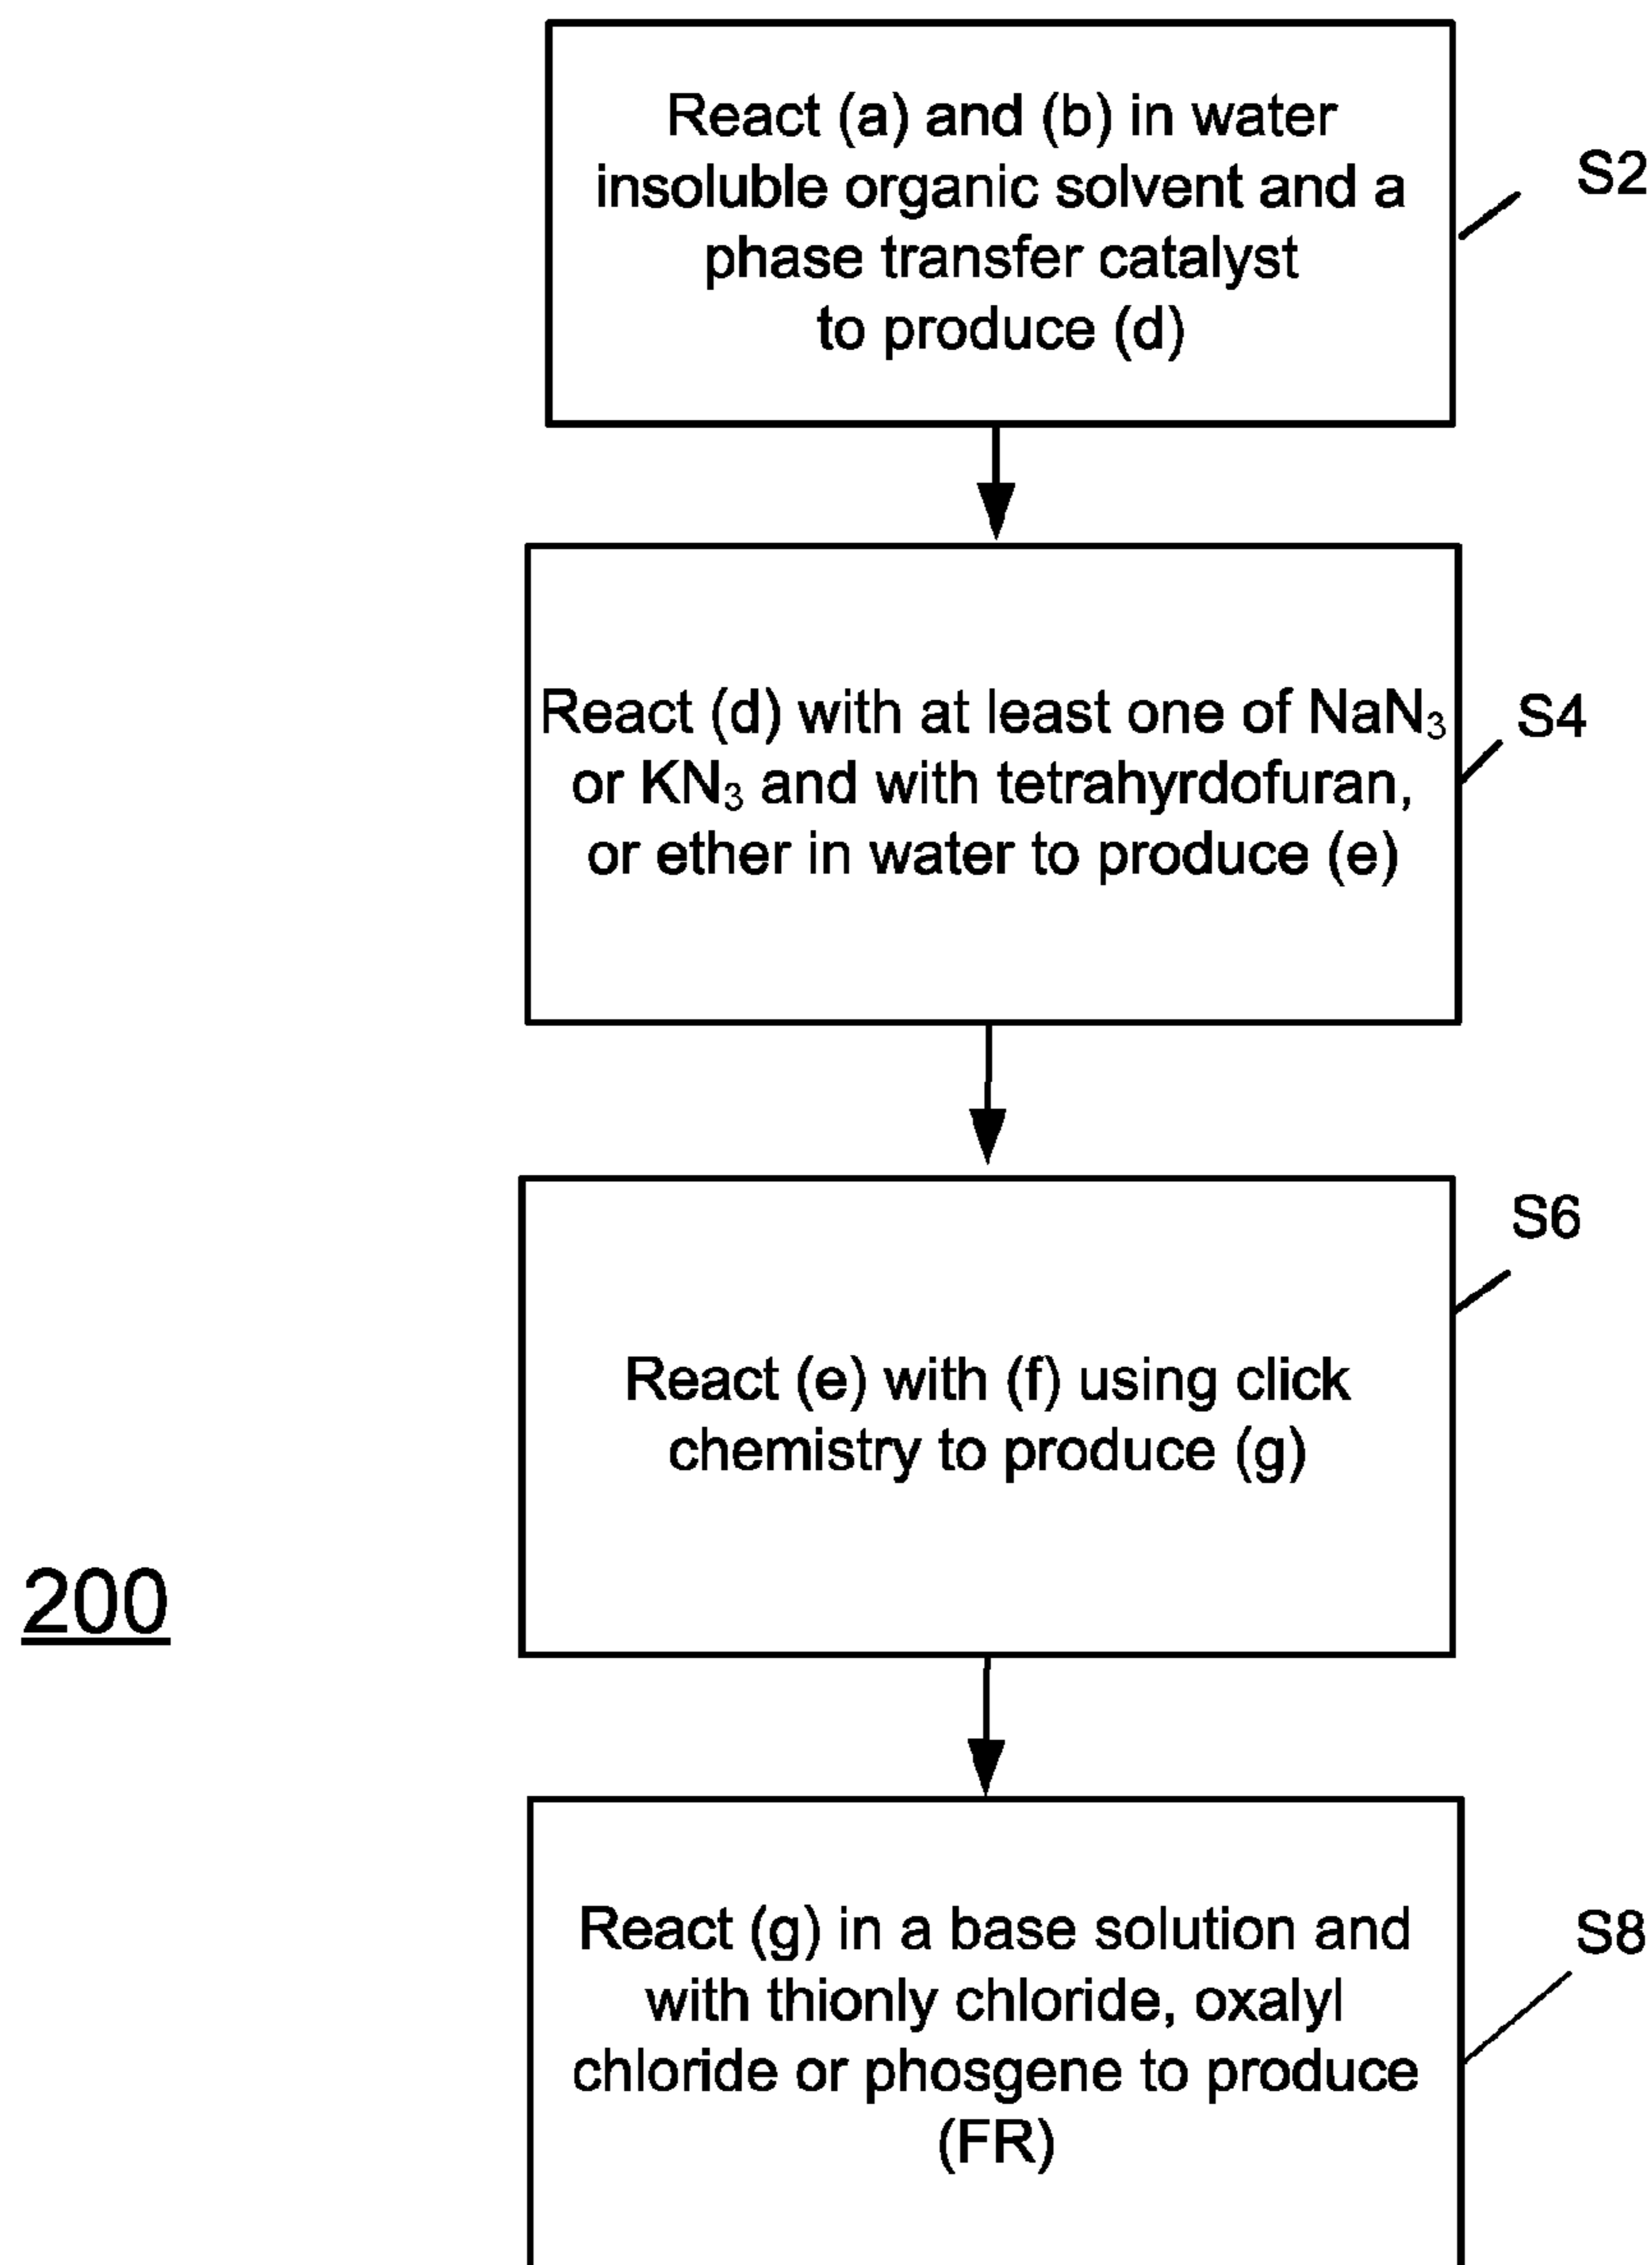 React (a) and (b) in water
insoluble organic solvent and a
phase transfer catalyst
to produce (d)
S2
React (d) with at least one of NaN₃
or KN₃ and with tetrahyrdofuran,
or ether in water to produce (e)
S4
React (e) with (f) using click
chemistry to produce (g)
S6
200
React (g) in a base solution and
with thionly chloride, oxalyl
chloride or phosgene to produce
(FR)
S8